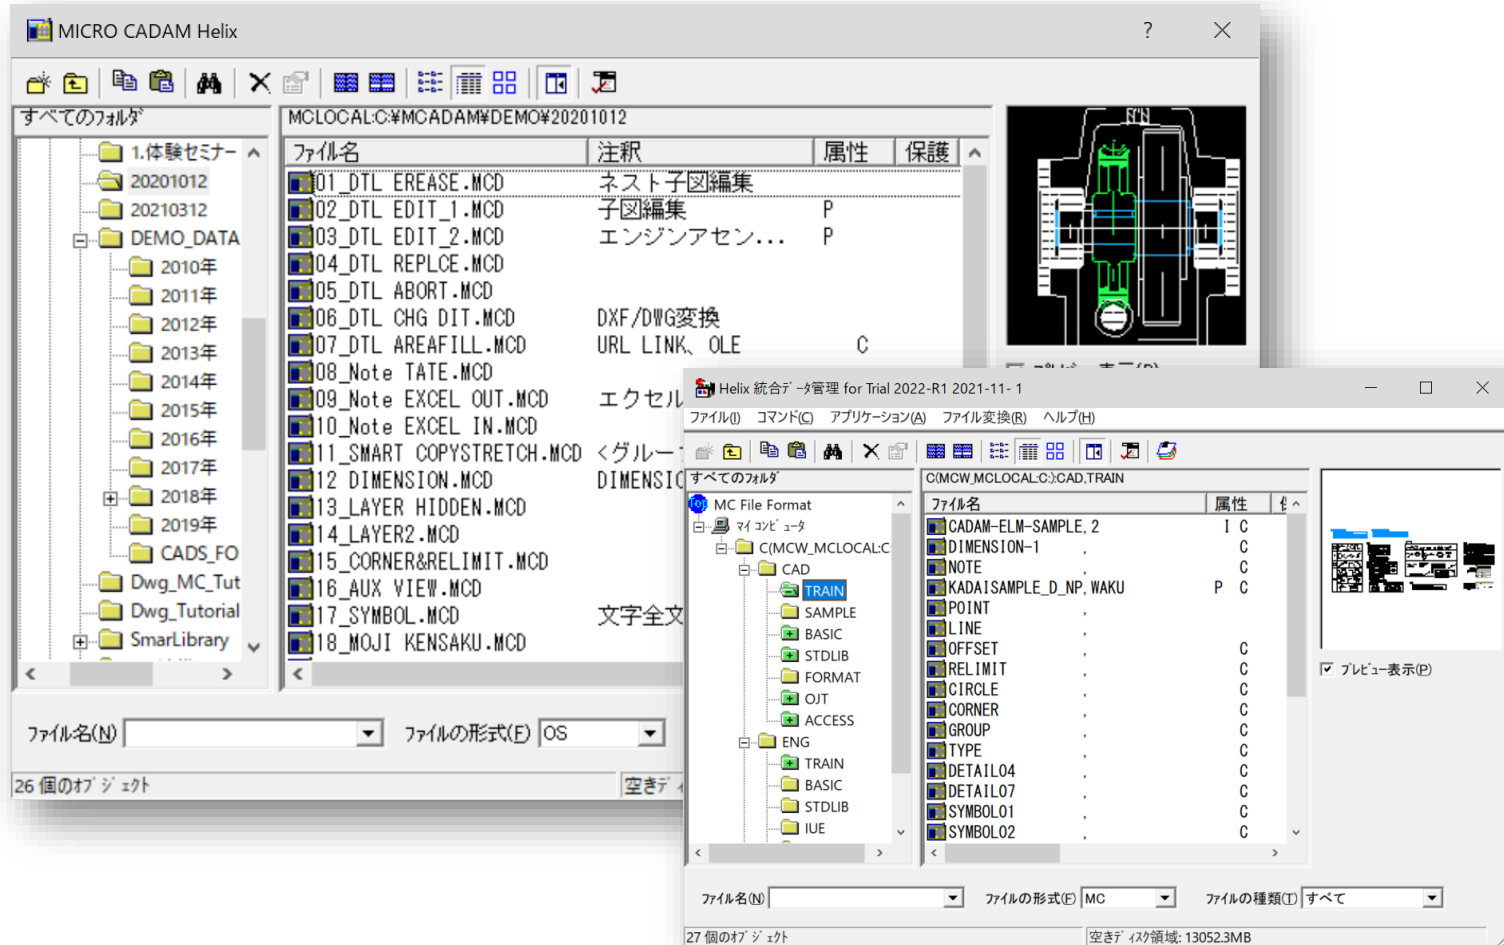 MICRO CADAM Helix
?
すべてのﾌｫﾙﾀﾞ
MCLOCAL:C:¥MCADAM¥DEMO¥20201012
1.体験セミナー
20201012
20210312
DEMO_DATA
2010年
2011年
2012年
2013年
2014年
2015年
2016年
2017年
2018年
2019年
CADS_FO
Dwg_MC_Tut
Dwg_Tutorial
SmarLibrary
ﾌｧｲﾙ名 注釈 属性 保護
01_DTL EREASE.MCD ネスト子図編集
02_DTL EDIT_1.MCD 子図編集 P
03_DTL EDIT_2.MCD エンジンアセン... P
04_DTL REPLCE.MCD
05_DTL ABORT.MCD
06_DTL CHG DIT.MCD DXF/DWG変換
07_DTL AREAFILL.MCD URL LINK、OLE C
08_Note TATE.MCD
09_Note EXCEL OUT.MCD エクセル
10_Note EXCEL IN.MCD
11_SMART COPYSTRETCH.MCD <グルー
12 DIMENSION.MCD DIMENSIO
13_LAYER HIDDEN.MCD
14_LAYER2.MCD
15_CORNER&RELIMIT.MCD
16_AUX VIEW.MCD
17_SYMBOL.MCD 文字全文
18_MOJI KENSAKU.MCD
ﾌｧｲﾙ名(N) ﾌｧｲﾙの形式(F) OS
26 個のｵﾌﾞｼﾞｪｸﾄ 空きﾃﾞｨ
Helix 統合ﾃﾞｰﾀ管理 for Trial 2022-R1 2021-11- 1
ﾌｧｲﾙ(I) ｺﾏﾝﾄﾞ(C) ｱﾌﾟﾘｹｰｼｮﾝ(A) ﾌｧｲﾙ変換(R) ﾍﾙﾌﾟ(H)
すべてのﾌｫﾙﾀﾞ
C(MCW_MCLOCAL:C:):CAD,TRAIN
MC File Format
ﾏｲ ｺﾝﾋﾟｭｰﾀ
C(MCW_MCLOCAL:C
CAD
TRAIN
SAMPLE
BASIC
STDLIB
FORMAT
OJT
ACCESS
ENG
TRAIN
BASIC
STDLIB
IUE
ﾌｧｲﾙ名 属性
CADAM-ELM-SAMPLE,2 I C
DIMENSION-1 , C
NOTE , C
KADAISAMPLE_D_NP,WAKU P C
POINT ,
LINE ,
OFFSET , C
RELIMIT , C
CIRCLE , C
CORNER , C
GROUP , C
TYPE , C
DETAIL04 , C
DETAIL07 , C
SYMBOL01 , C
SYMBOL02 , C
ﾌﾟﾚﾋﾞｭｰ表示(P)
ﾌｧｲﾙ名(N) ﾌｧｲﾙの形式(F) MC ﾌｧｲﾙの種類(T) すべて
27 個のｵﾌﾞｼﾞｪｸﾄ 空きﾃﾞｨｽｸ領域: 13052.3MB